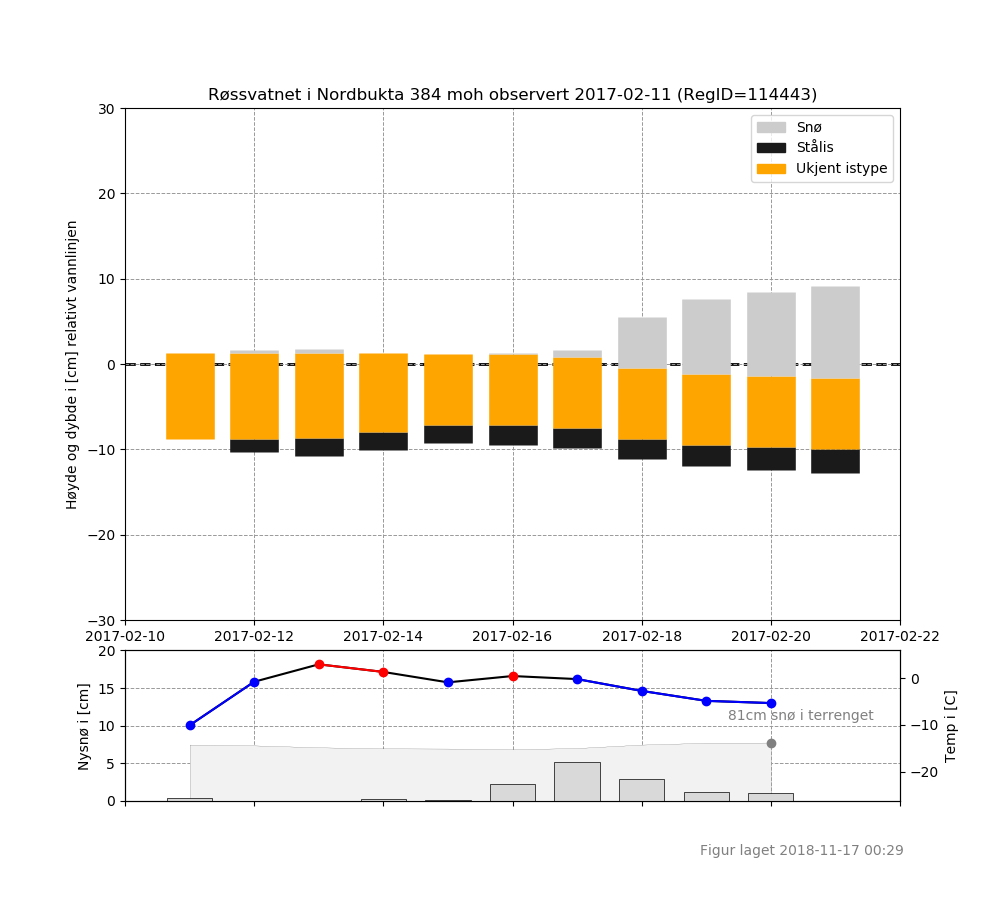 Røssvatnet i Nordbukta 384 moh observert 2017-02-11 (RegID=114443)
Høyde og dybde i [cm] relativt vannlinjen
30
20
10
0
−10
−20
−30
Snø
Stålis
Ukjent istype
2017-02-10 2017-02-12 2017-02-14 2017-02-16 2017-02-18 2017-02-20 2017-02-22
Nysnø i [cm]
20
15
10
5
0
81cm snø i terrenget
0
−10
−20
Temp i [C]
Figur laget 2018-11-17 00:29